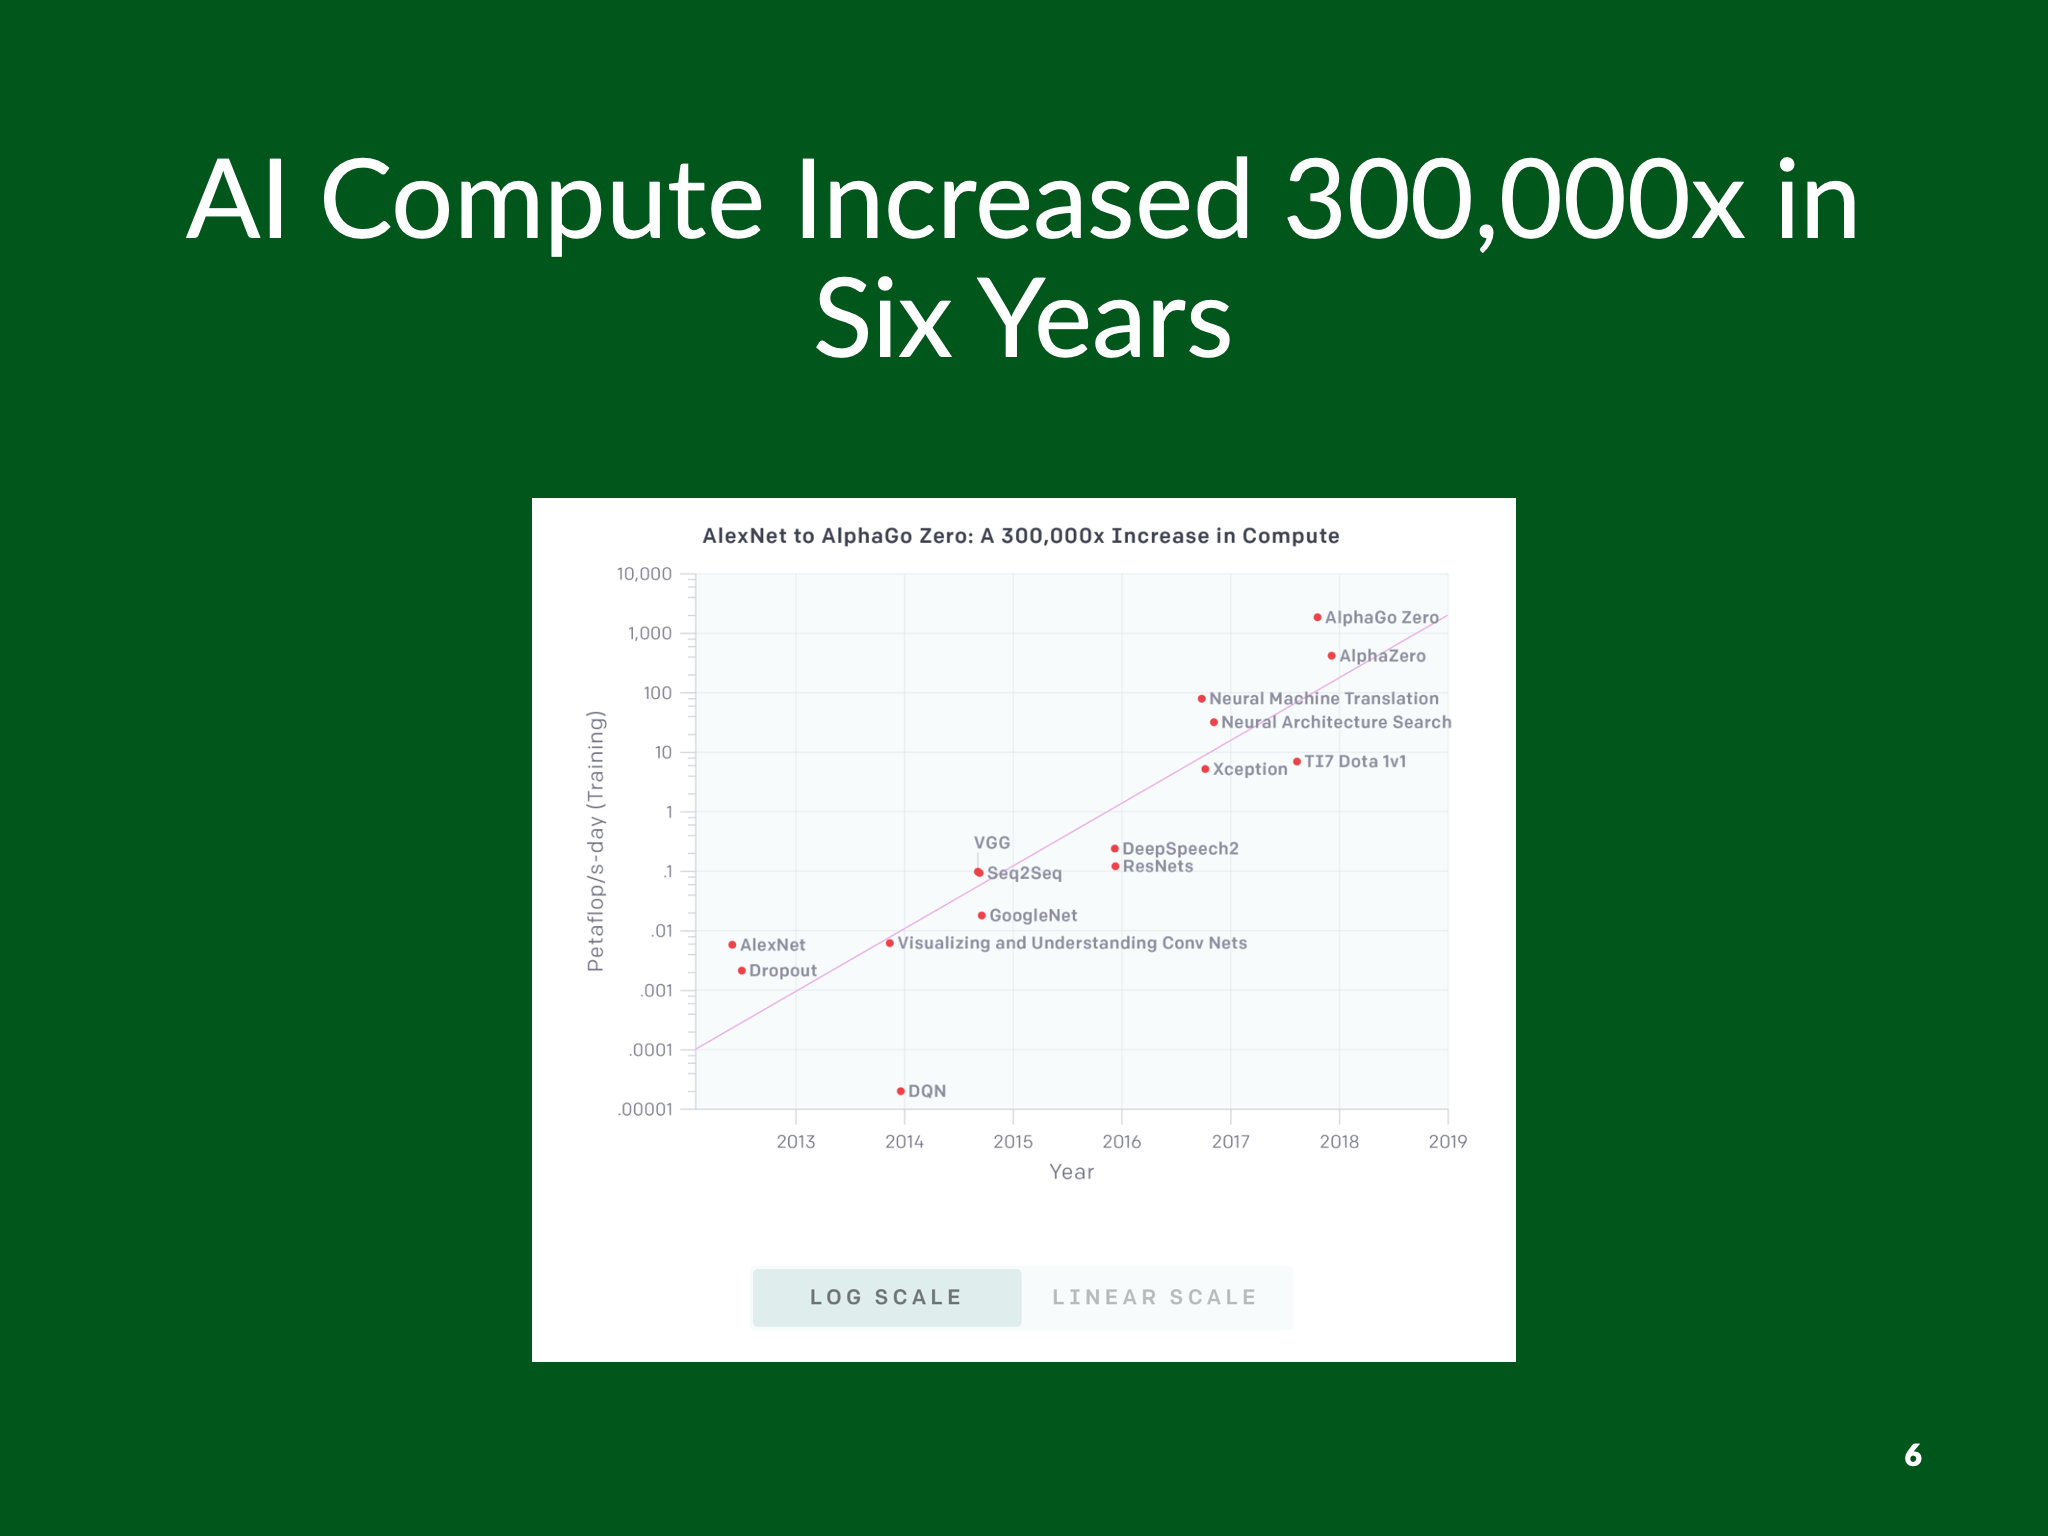 AI Compute Increased 300,000x in
Six Years
AlexNet to AlphaGo Zero: A 300,000x Increase in Compute
10,000
1,000
100
10
1
.1
.01
.001
.0001
.00001
Petaflop/s-day (Training)
AlphaGo Zero
AlphaZero
Neural Machine Translation
Neural Architecture Search
TI7 Dota 1v1
Xception
VGG
DeepSpeech2
ResNets
Seq2Seq
GoogleNet
AlexNet
Visualizing and Understanding Conv Nets
Dropout
DQN
2013 2014 2015 2016 2017 2018 2019
Year
LOG SCALE LINEAR SCALE
6